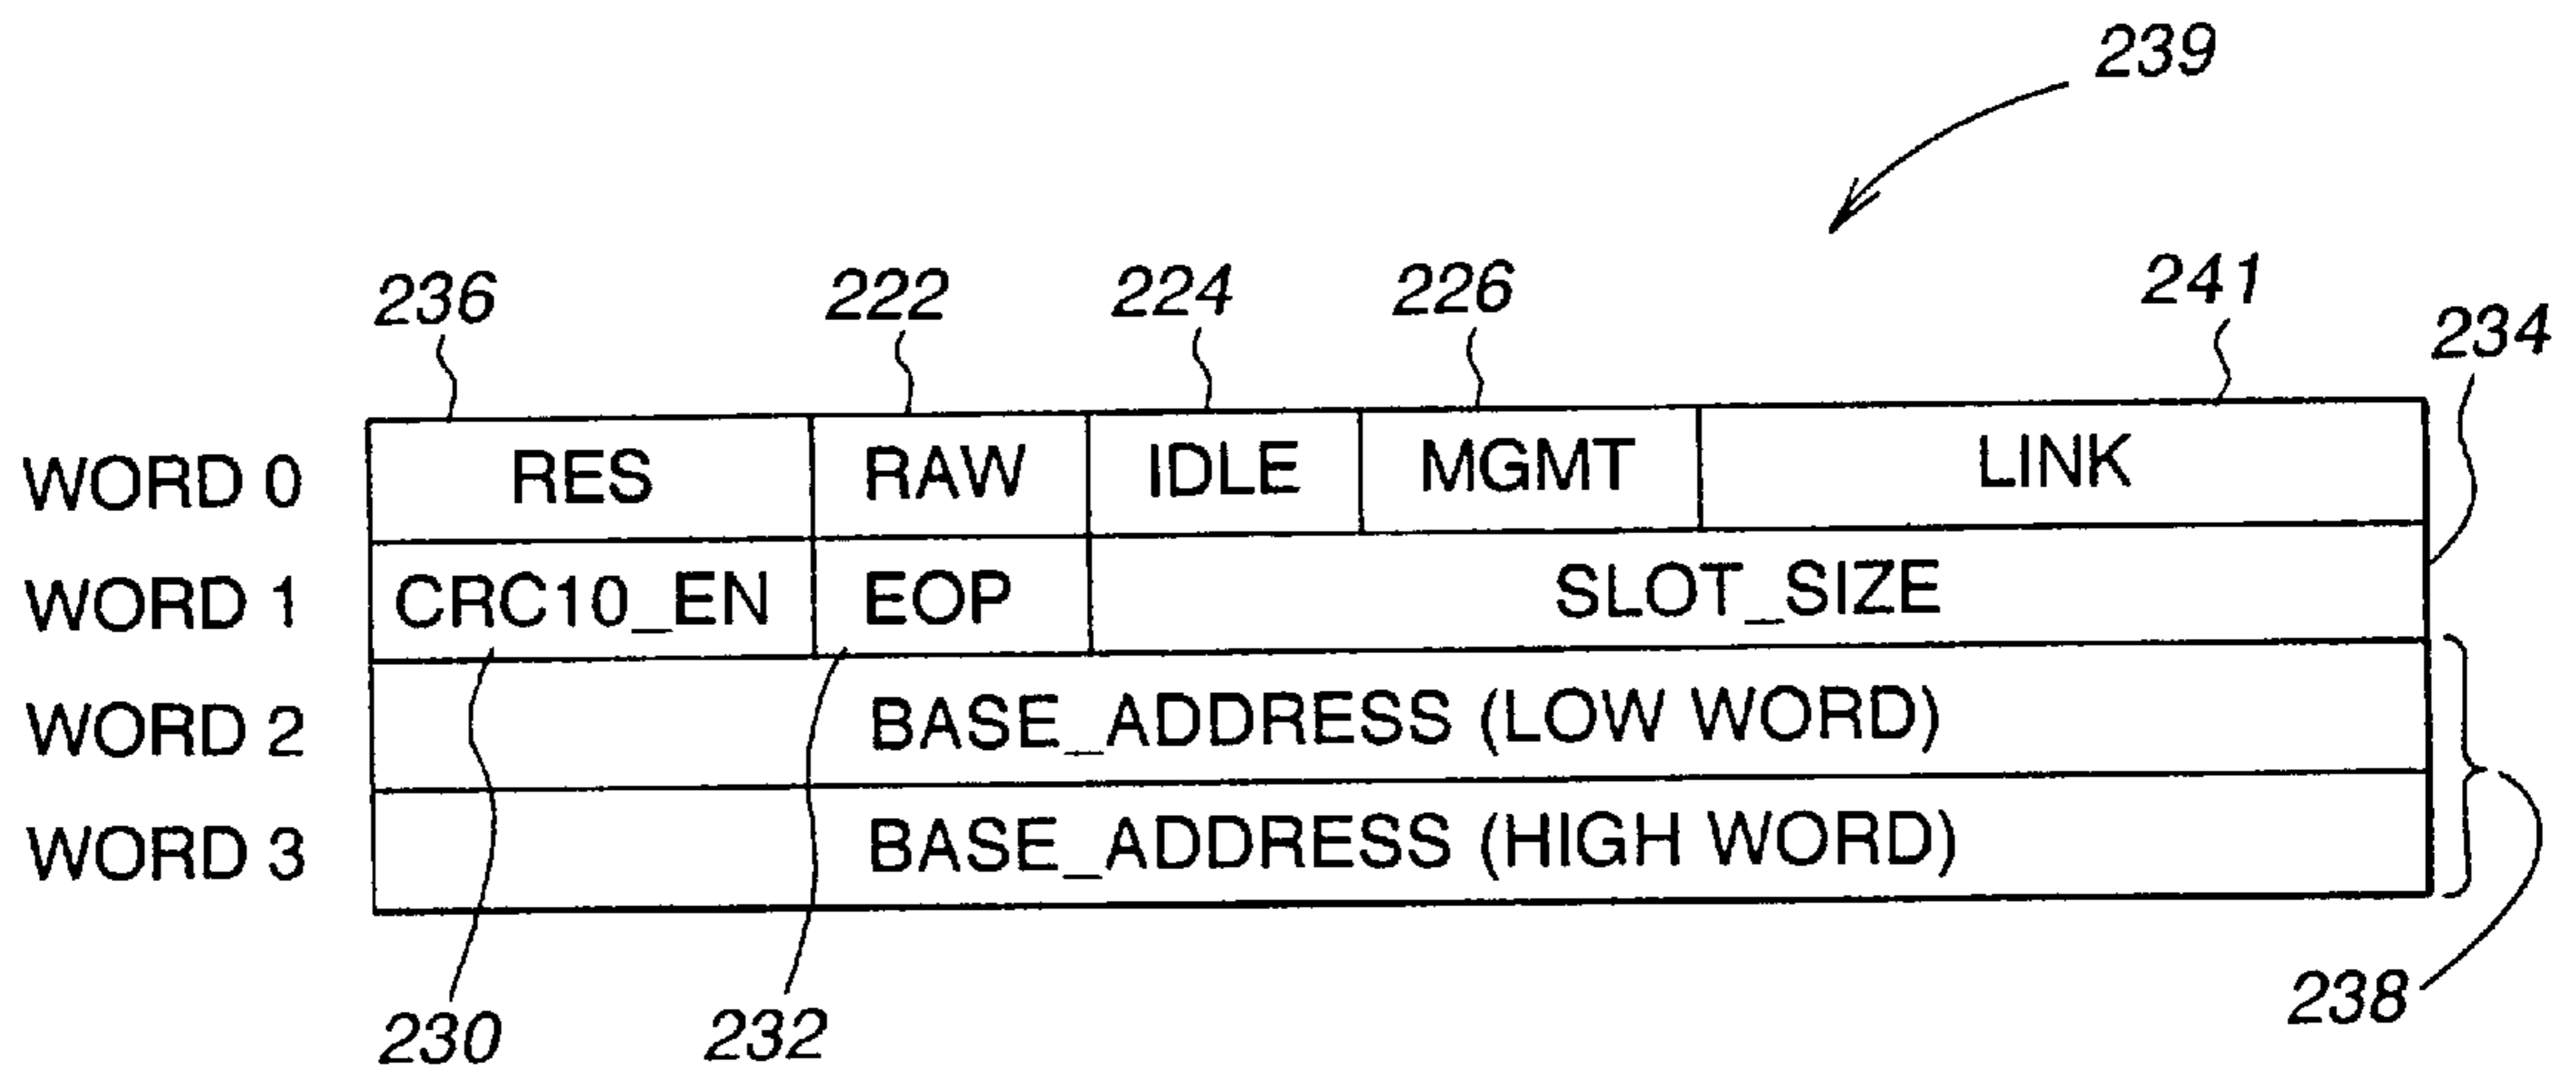 239
236 222 224 226 241 234
WORD 0 RES RAW IDLE MGMT LINK
WORD 1 CRC10_EN EOP SLOT_SIZE
WORD 2 BASE_ADDRESS (LOW WORD)
WORD 3 BASE_ADDRESS (HIGH WORD)
230 232 238